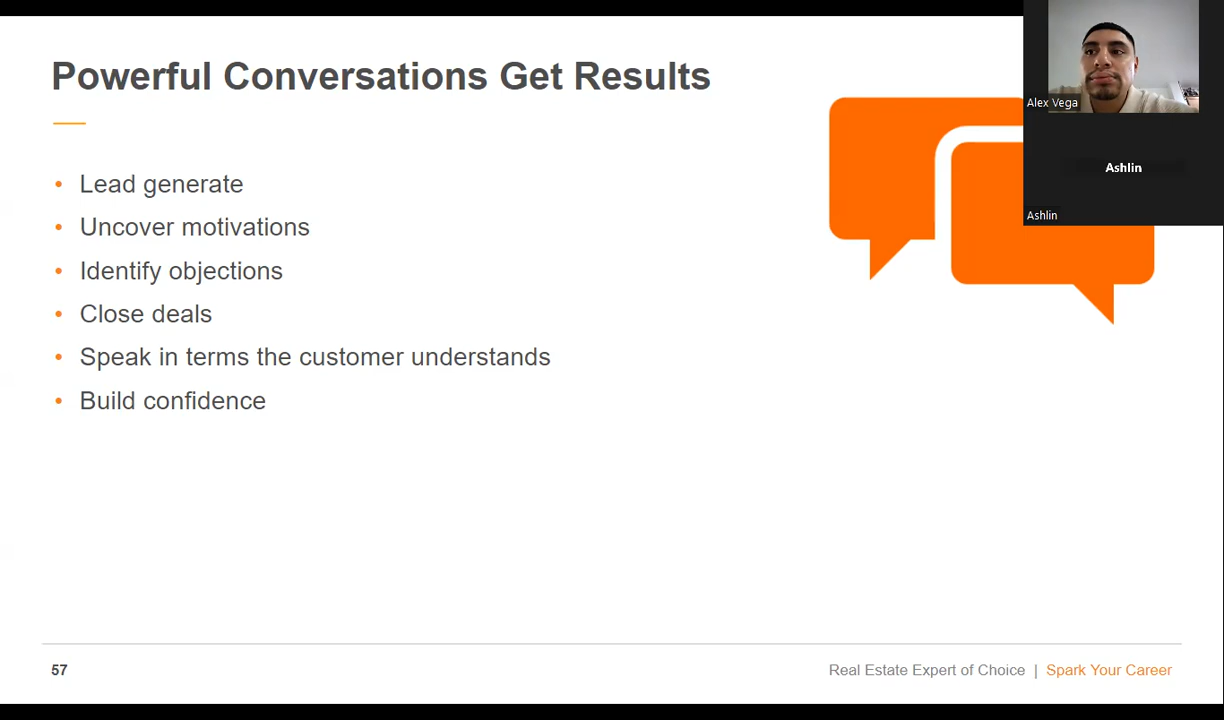 Powerful Conversations Get Results
Alex Vega
Ashlin
Ashlin
• Lead generate
• Uncover motivations
• Identify objections
• Close deals
• Speak in terms the customer understands
• Build confidence
57
Real Estate Expert of Choice | Spark Your Career